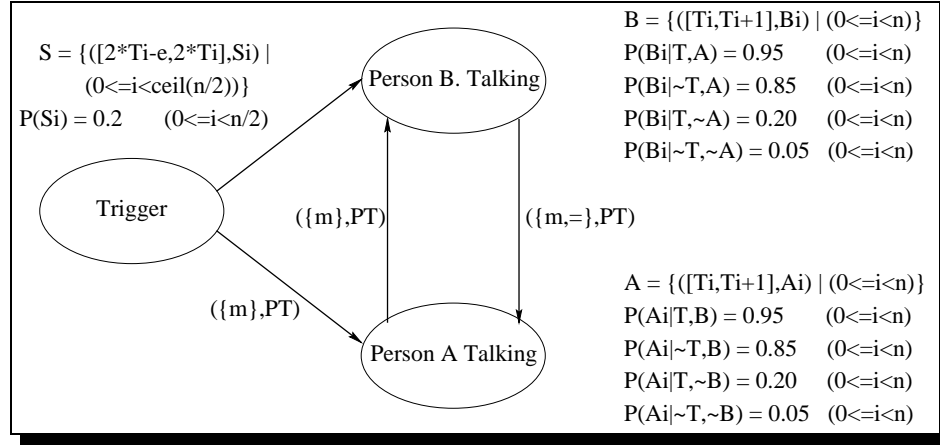 S = {([2*Ti-e,2*Ti],Si) |
(0<=i<ceil(n/2))}
P(Si) = 0.2 (0<=i<n/2)
Person B. Talking
B = {([Ti,Ti+1],Bi) | (0<=i<n)}
P(Bi|T,A) = 0.95 (0<=i<n)
P(Bi|~T,A) = 0.85 (0<=i<n)
P(Bi|T,~A) = 0.20 (0<=i<n)
P(Bi|~T,~A) = 0.05 (0<=i<n)
Trigger
({m},PT)
({m,=},PT)
({m},PT)
Person A Talking
A = {([Ti,Ti+1],Ai) | (0<=i<n)}
P(Ai|T,B) = 0.95 (0<=i<n)
P(Ai|~T,B) = 0.85 (0<=i<n)
P(Ai|T,~B) = 0.20 (0<=i<n)
P(Ai|~T,~B) = 0.05 (0<=i<n)